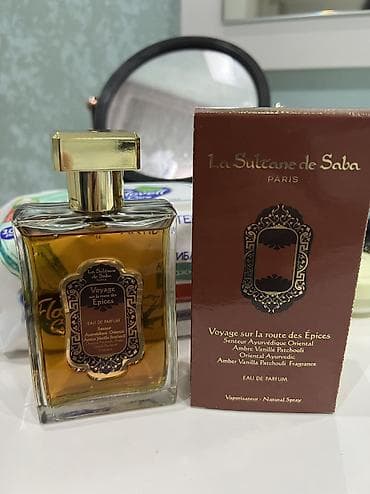 La Sultane de Saba
PARIS
Voyage sur la route des Epices
Senteur Ayurvédique Oriental
Ambre Vanille Patchouli
Oriental Ayurvedic
Amber Vanilla Patchouli Fragrance
EAU DE PARFUM
Vaporisateur - Natural Spray
La Sultane de Saba
Voyage
sur la route des
Epices
EAU DE PARFUM
Senteur
Ayurvédique Oriental